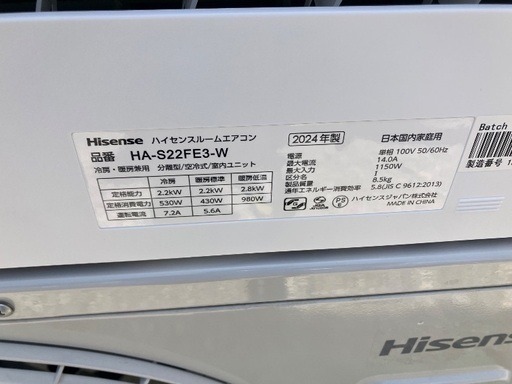 Hisense ハイセンスルームエアコン
品番 HA-S22FE3-W
冷房・暖房兼用 分離型/空冷式/室内ユニット
冷房 暖房標準 暖房低温
定格能力 2.2kW 2.2kW 2.8kW
定格消費電力 530W 430W 980W
運転電流 7.2A 5.6A
2024年製 日本国内家庭用
電源 単相 100V 50/60Hz
最大電流 14.0A
最大入力 1150W
区分 1
製品質量 8.5kg
通年エネルギー消費効率 5.8(JIS C 9612:2013)
ハイセンスジャパン株式会社
MADE IN CHINA
Batch
製造番号
Hisense